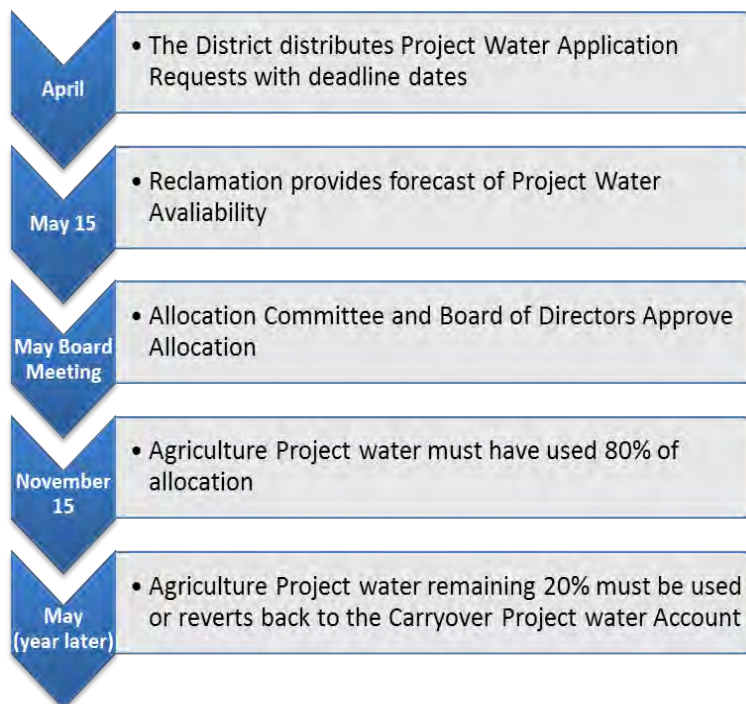 April
• The District distributes Project Water Application
Requests with deadline dates
May 15
• Reclamation provides forecast of Project Water
Avaliability
May Board
Meeting
• Allocation Committee and Board of Directors Approve
Allocation
November
15
• Agriculture Project water must have used 80% of
allocation
May
(year later)
• Agriculture Project water remaining 20% must be used
or reverts back to the Carryover Project water Account